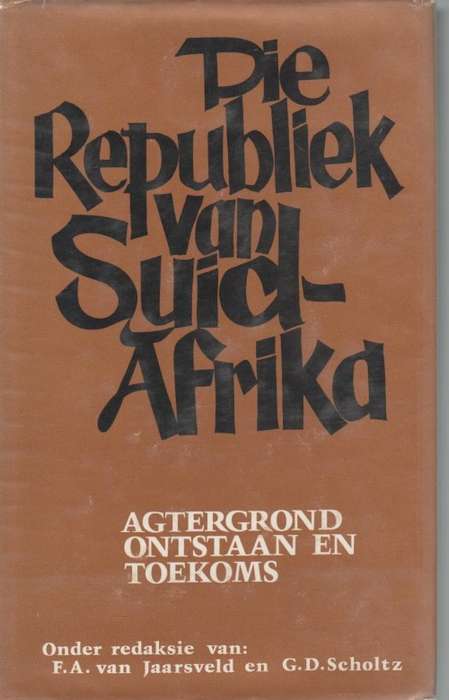 Die
Republiek
van
Suid-
Afrika
AGTERGROND
ONTSTAAN EN
TOEKOMS
Onder redaksie van:
F.A. van Jaarsveld en G.D.Scholtz